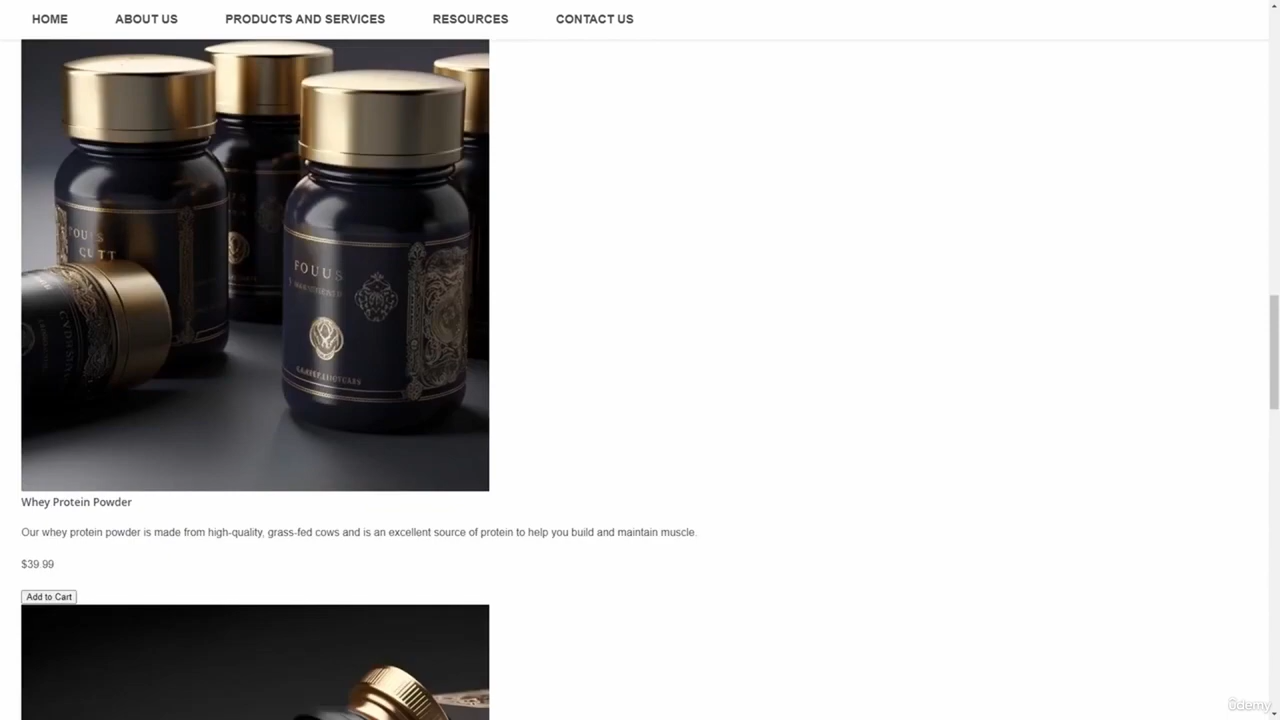 HOME
ABOUT US
PRODUCTS AND SERVICES
RESOURCES
CONTACT US
FOUUS
Whey Protein Powder
Our whey protein powder is made from high-quality, grass-fed cows and is an excellent source of protein to help you build and maintain muscle.
$39.99
Add to Cart
ûdemy